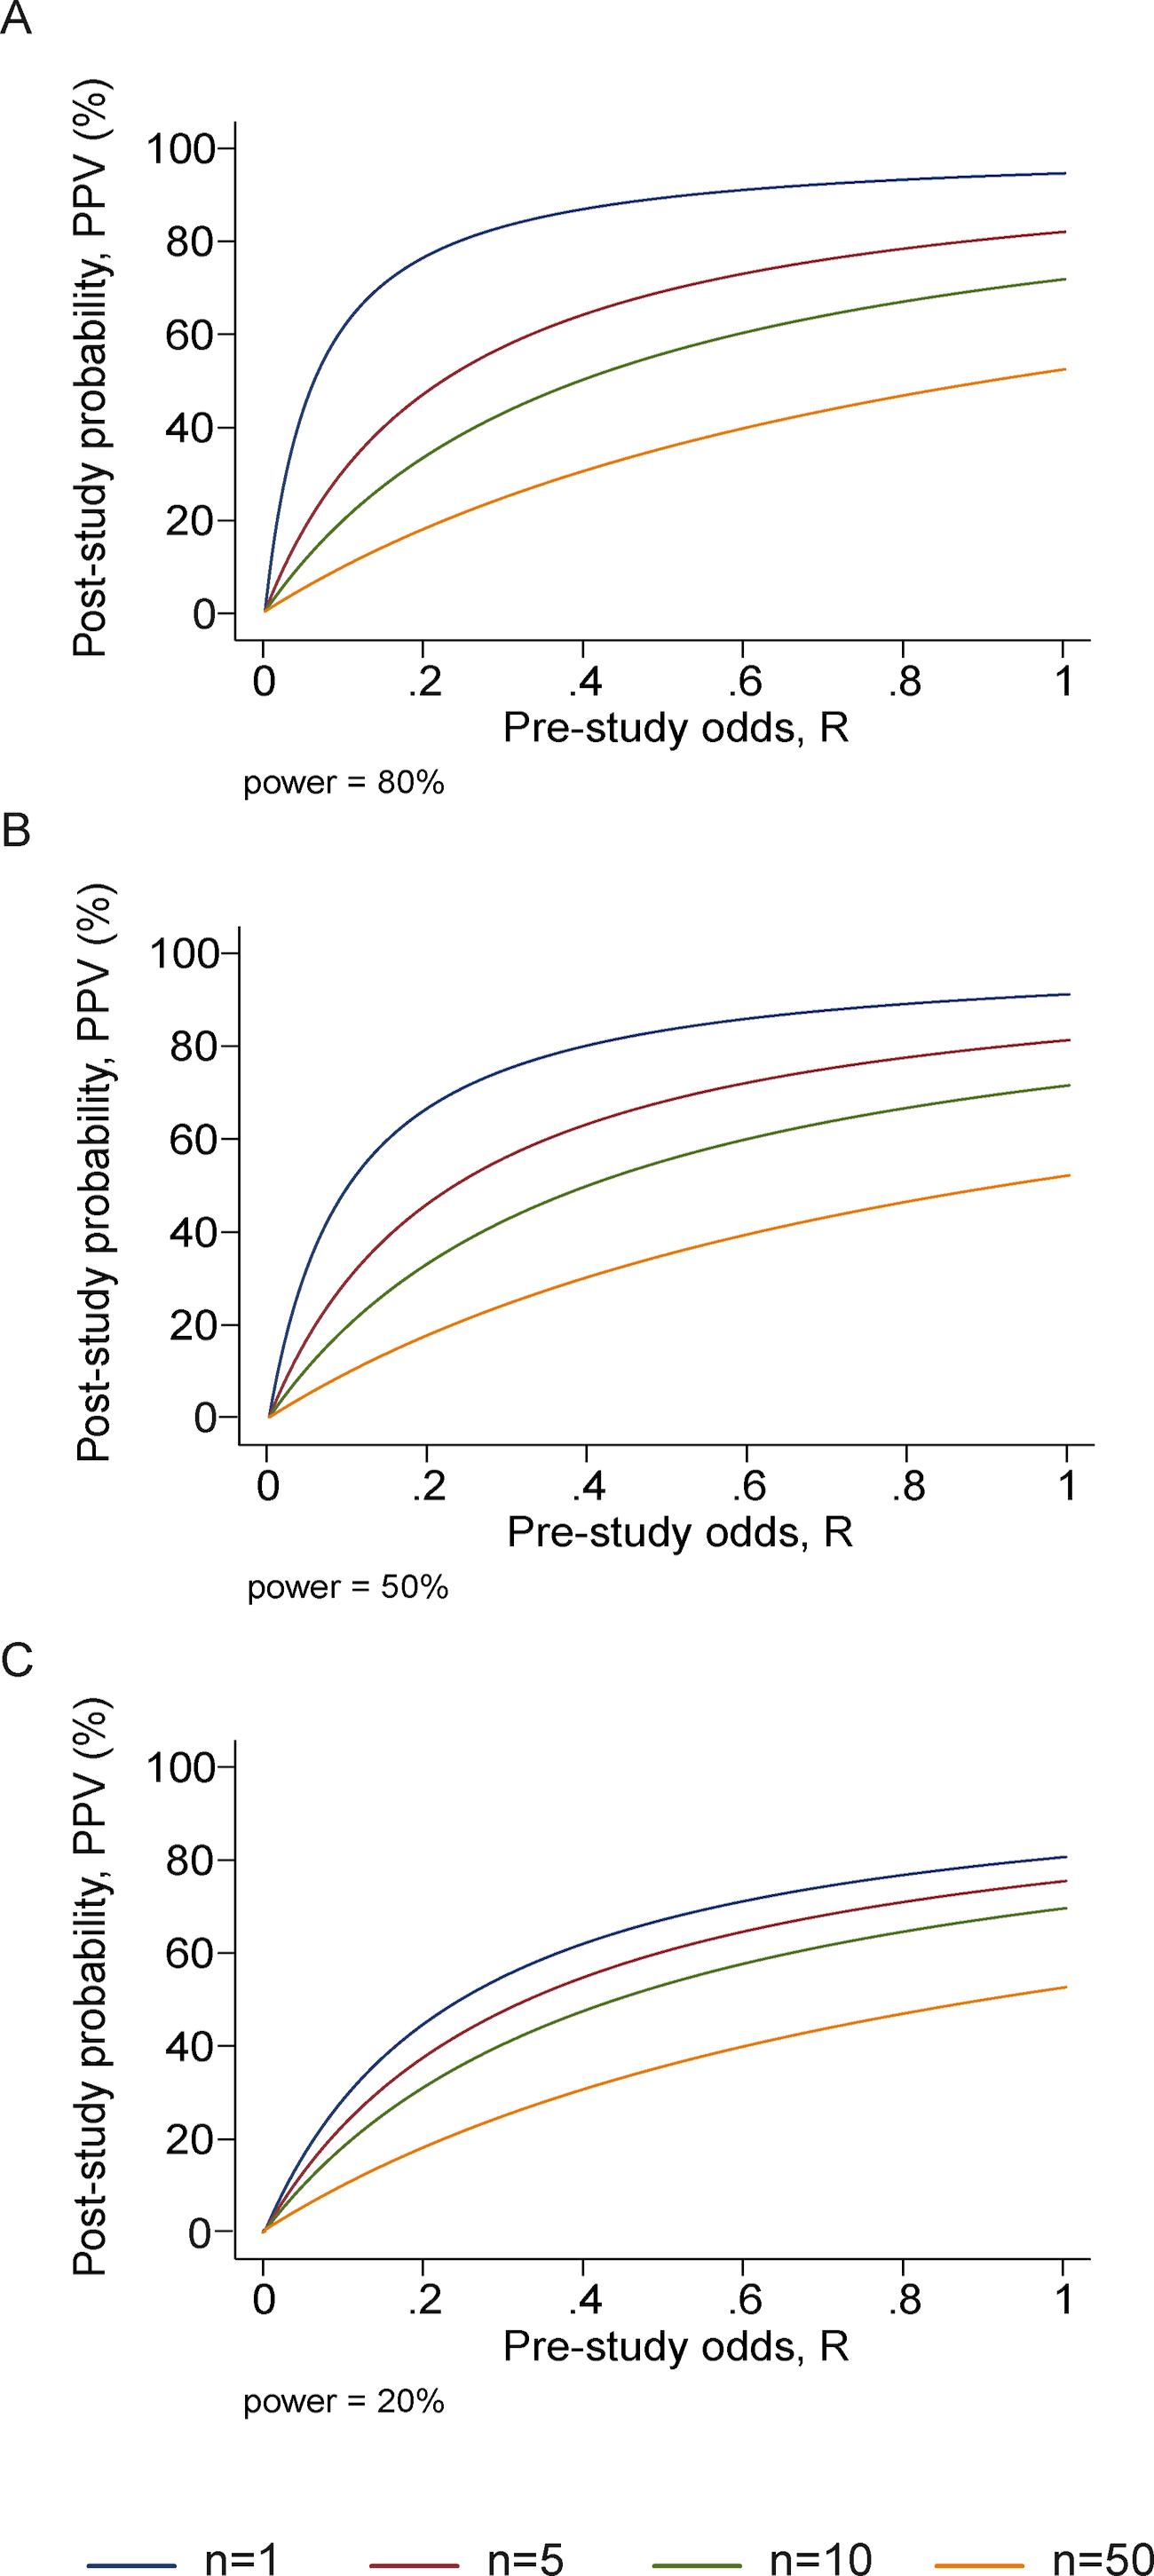 A
Post-study probability, PPV (%)
100
80
60
40
20
0
0 .2 .4 .6 .8 1
Pre-study odds, R
power = 80%
B
Post-study probability, PPV (%)
100
80
60
40
20
0
0 .2 .4 .6 .8 1
Pre-study odds, R
power = 50%
C
Post-study probability, PPV (%)
100
80
60
40
20
0
0 .2 .4 .6 .8 1
Pre-study odds, R
power = 20%
n=1 n=5 n=10 n=50